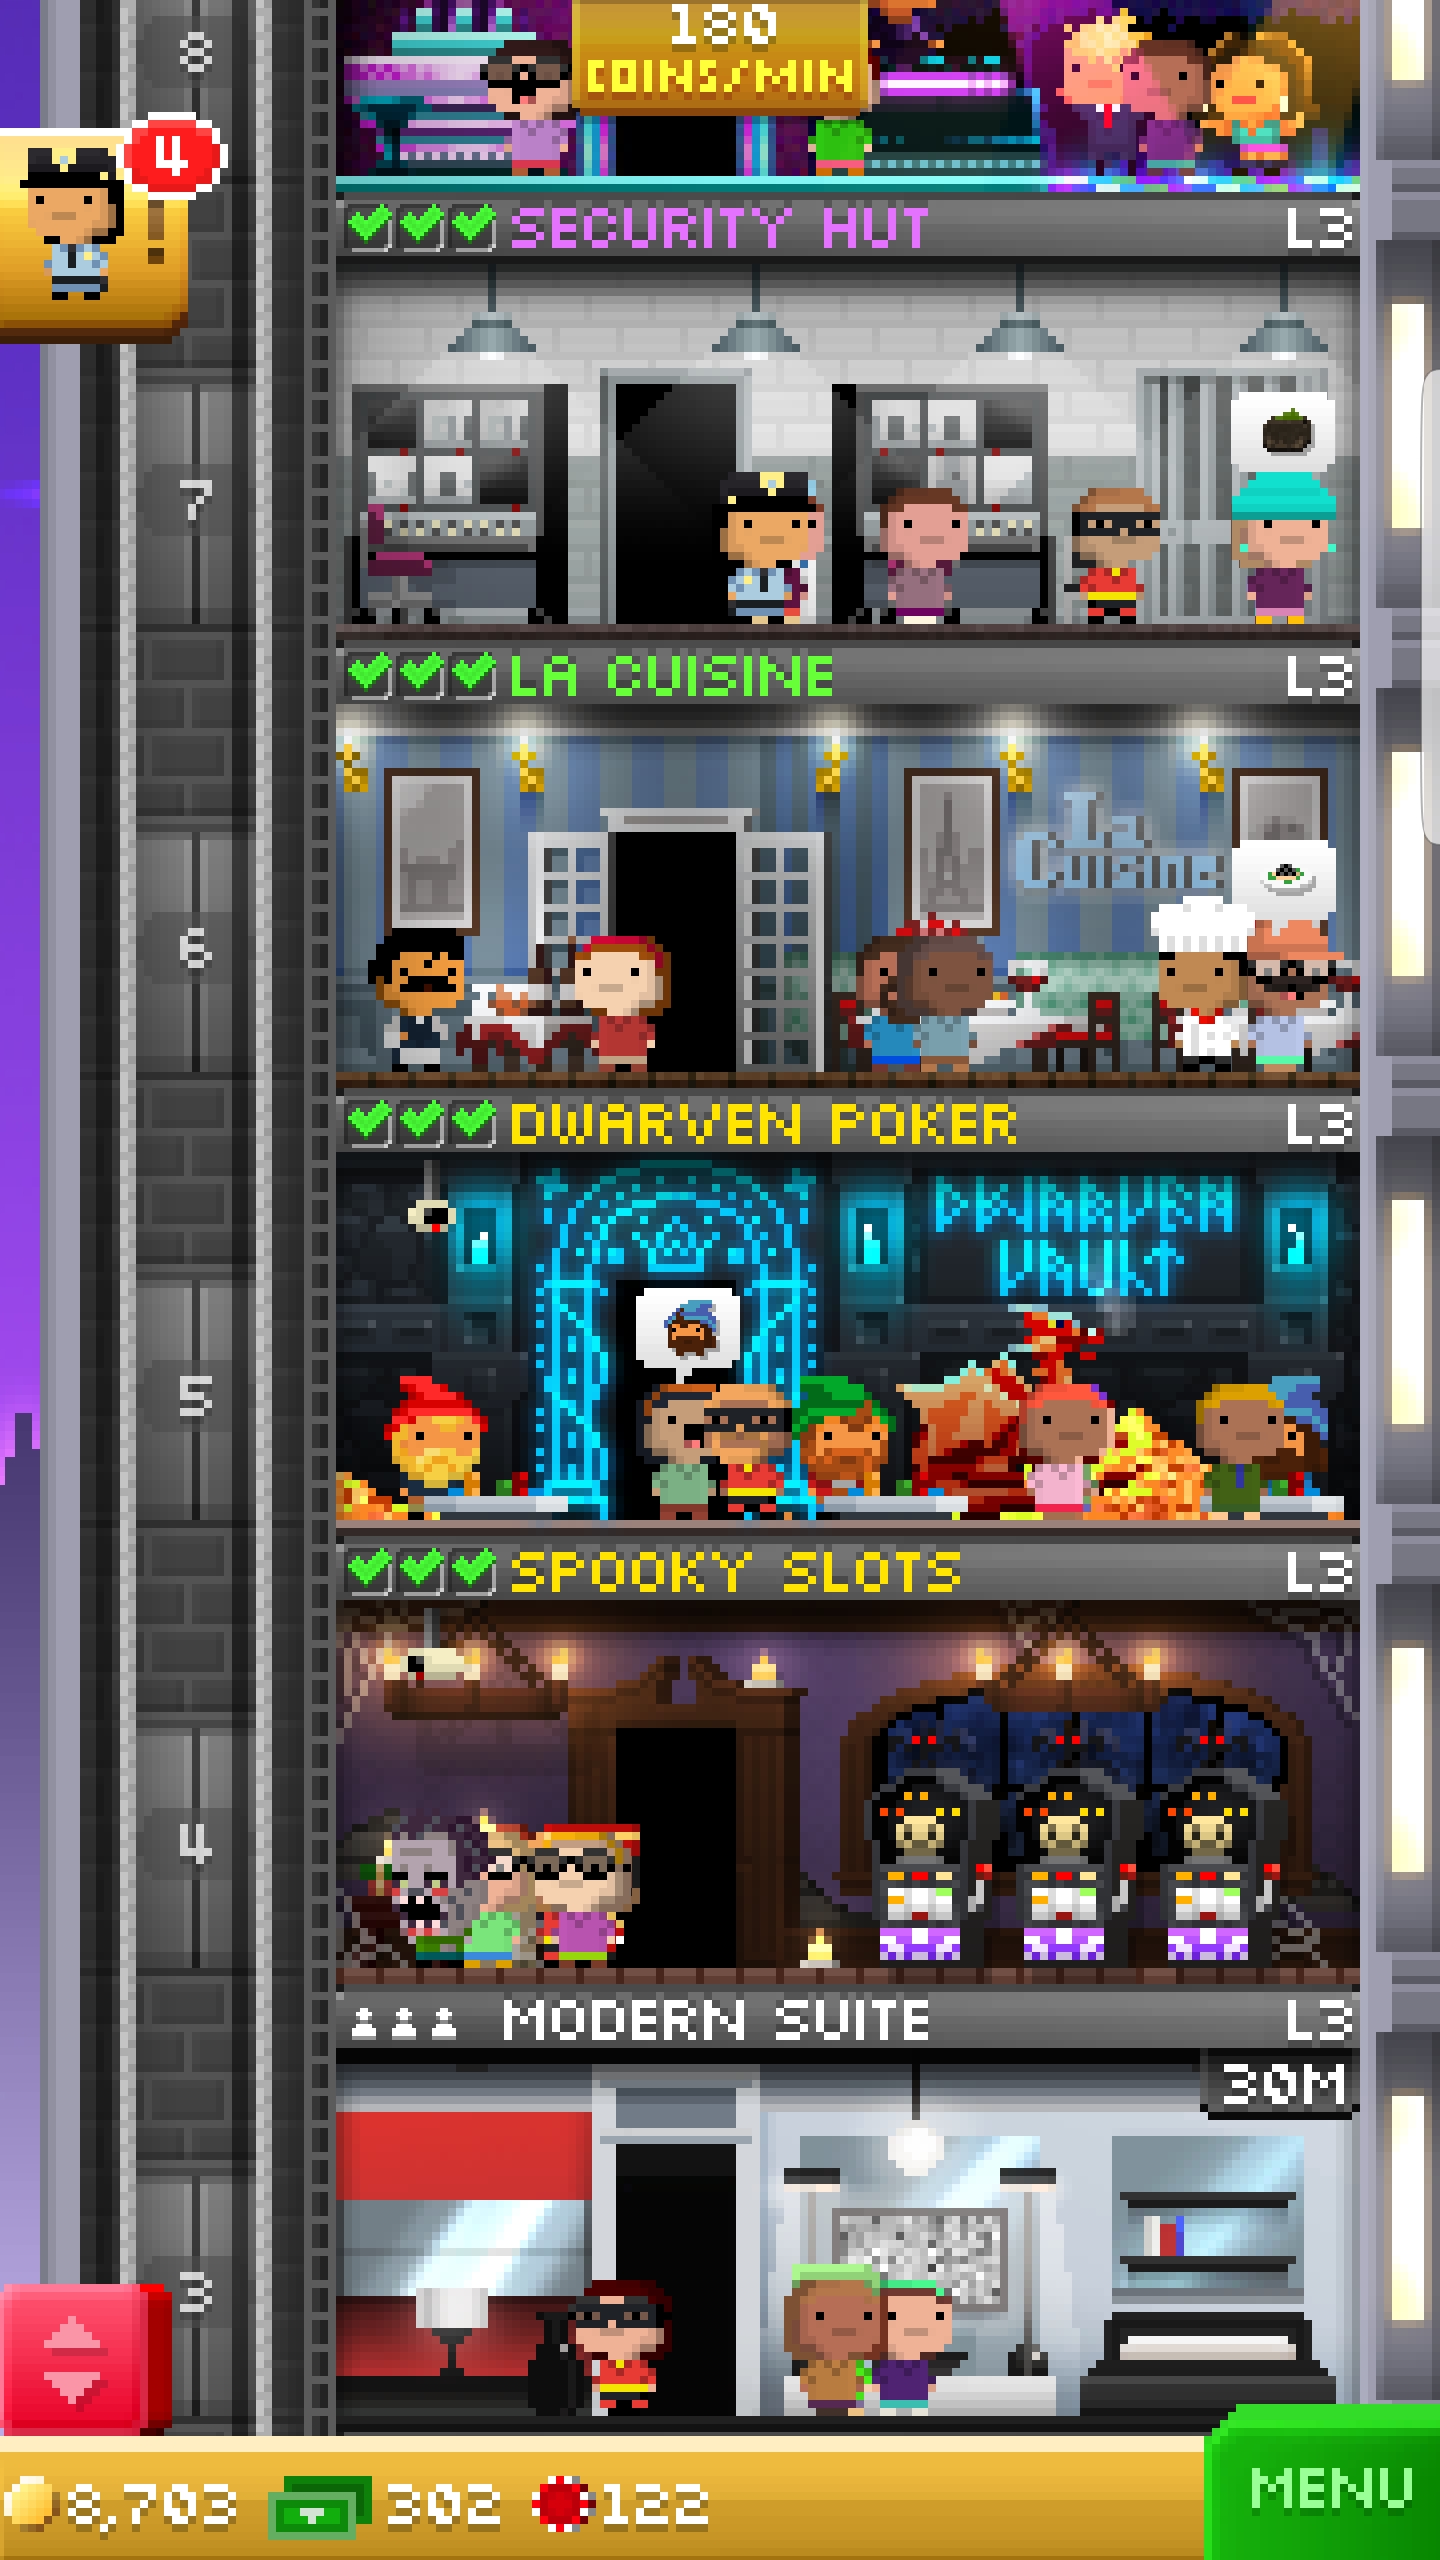 180
COINS/MIN
8
4
!
SECURITY HUT
L3
7
LA CUISINE
L3
La
Cuisine
6
DWARVEN POKER
L3
DWARVEN
VAULT
5
SPOOKY SLOTS
L3
4
MODERN SUITE
L3
30M
3
8,703
302
122
MENU